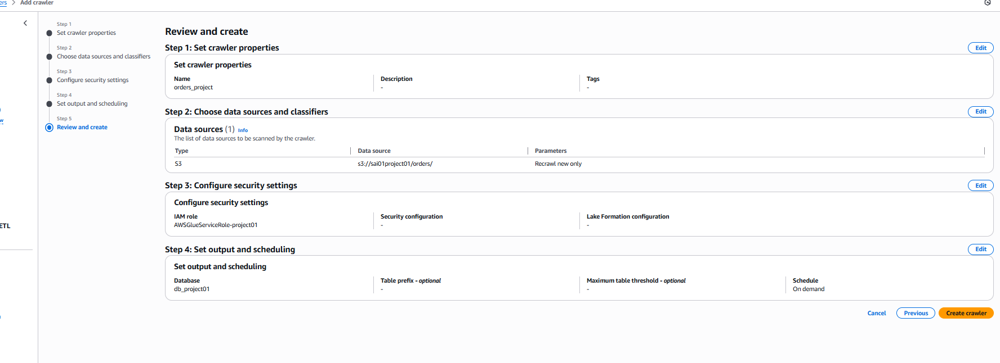 ers > Add crawler
Step 1
Set crawler properties
Step 2
Choose data sources and classifiers
Step 3
Configure security settings
Step 4
Set output and scheduling
Step 5
Review and create
w
ETL
Review and create
Step 1: Set crawler properties
Edit
Set crawler properties
Name
orders_project
Description
-
Tags
-
Step 2: Choose data sources and classifiers
Edit
Data sources (1) Info
The list of data sources to be scanned by the crawler.
Type Data source Parameters
S3 s3://sai01project01/orders/ Recrawl new only
Step 3: Configure security settings
Edit
Configure security settings
IAM role
AWSGlueServiceRole-project01
Security configuration
-
Lake Formation configuration
-
Step 4: Set output and scheduling
Edit
Set output and scheduling
Database
db_project01
Table prefix - optional
-
Maximum table threshold - optional
-
Schedule
On demand
Cancel Previous Create crawler